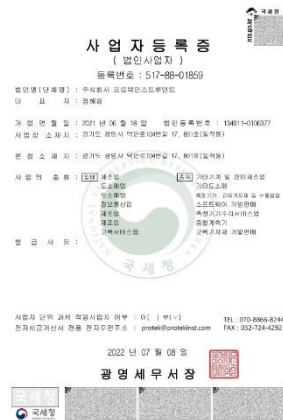 국세청
사업자등록증
( 법인사업자 )
등록번호 : 517-88-01859
법인명(단체명) : 주식회사 프로텍인스트루먼트
대 표 자 :
개 업 연 월 일 : 2021 년 06 월 18 일 법인등록번호 : 134911-0106377
사업장 소재지 : 경기도 광명시 덕안로104번길 17, 801호(일직동)
본 점 소 재 지 : 경기도 광명시 덕안로104번길 17, 801호(일직동)
사 업 의 종 류 : 업태 제조업 종목 기타기계 및 장비제조업
도소매업 기타도소매
도소매업
정보통신업 소프트웨어 개발판매
제조업 측정기기수리서비스업
제조업 종합계측기
교육서비스업 교육기자재 개발판매
발 급 사 유 :
국세청
사업자 단위 과세 적용사업자 여부 : 여( ) 부(∨)
전자세금계산서 전용 전자우편주소 : protek@protekinst.com
TEL : 070-8866-8244
FAX : 032-724-4292
2022 년 07 월 08 일
광명세무서장
국세청
국세청